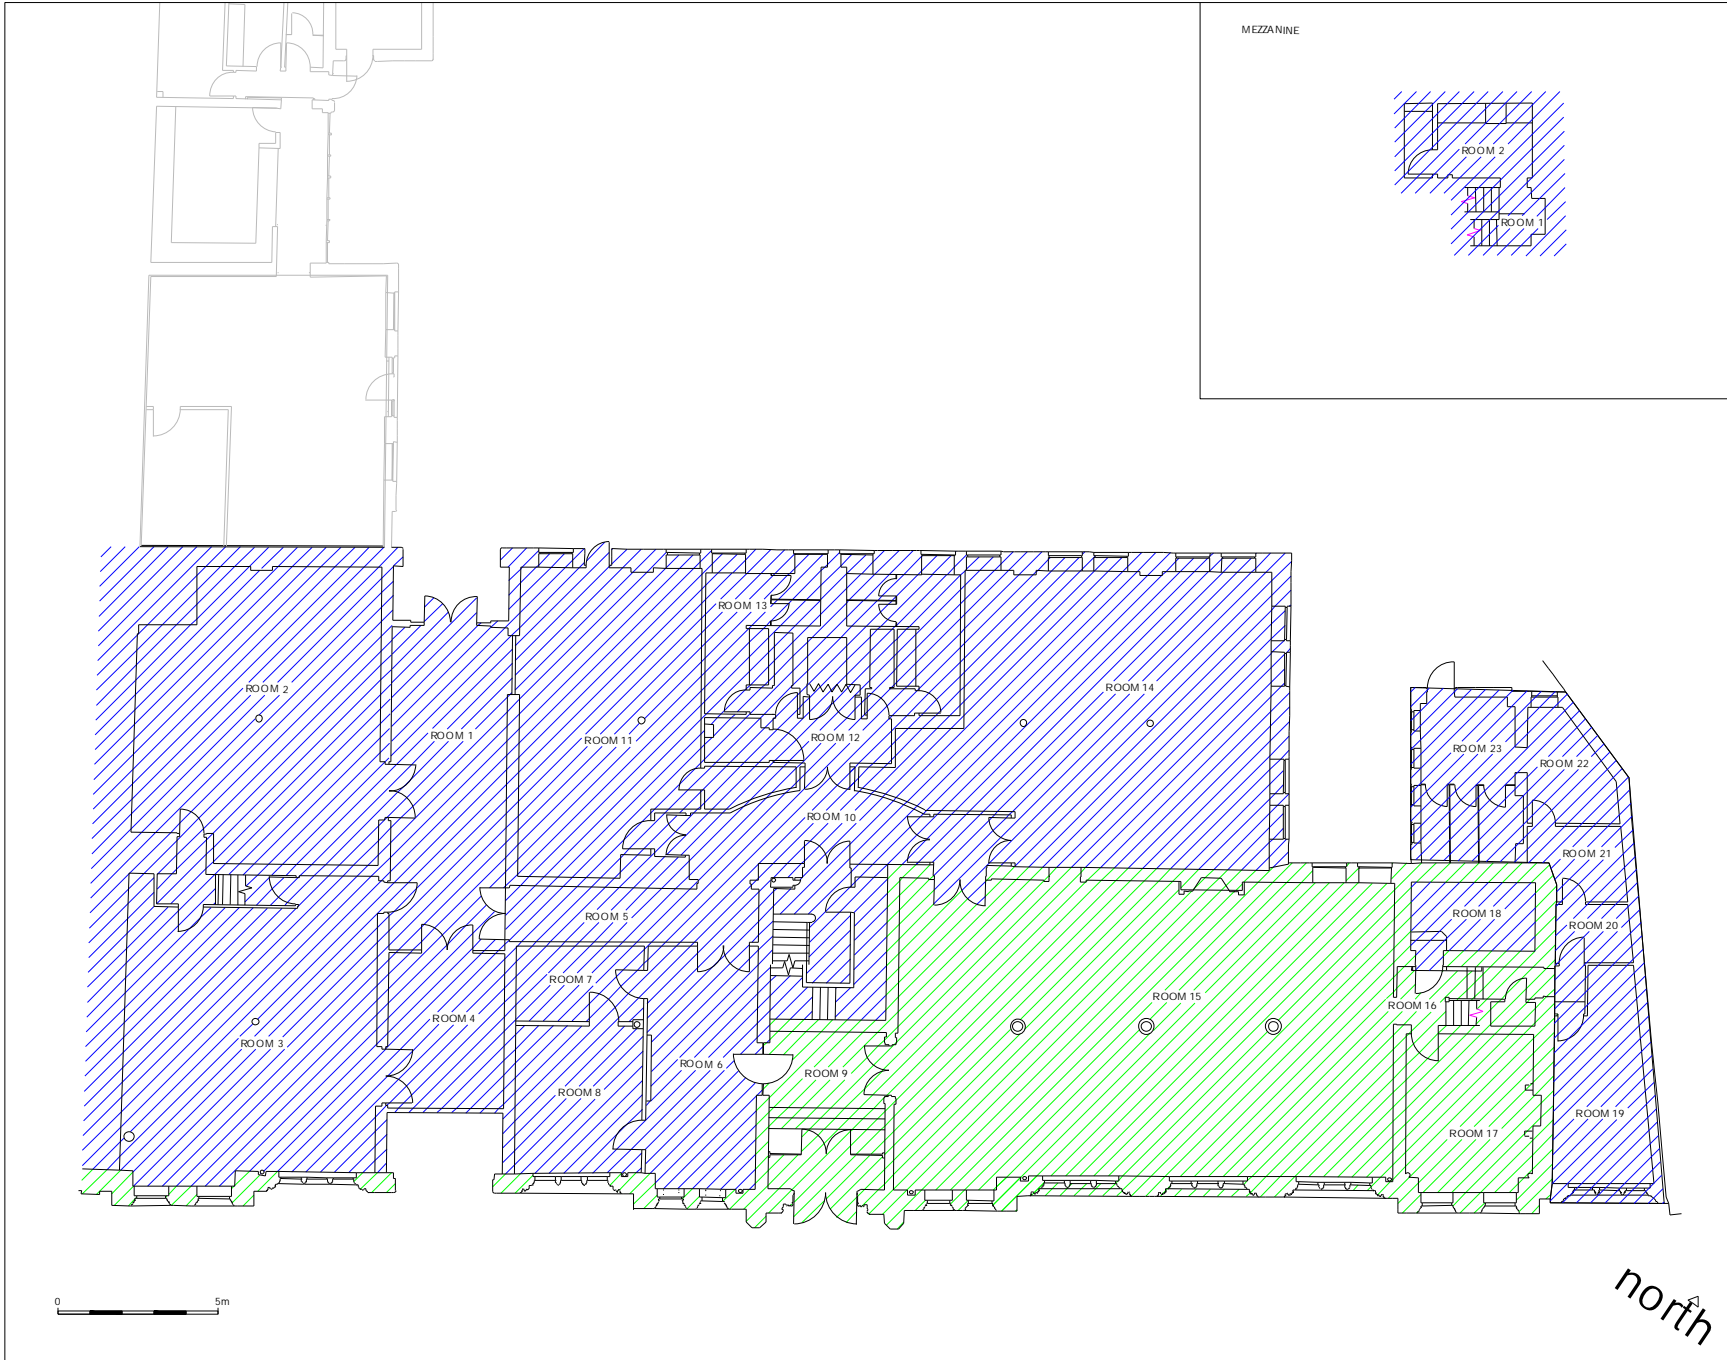 MEZZANINE
ROOM 2
ROOM 1
ROOM 13
ROOM 2
ROOM 14
ROOM 1
ROOM 11
ROOM 12
ROOM 23
ROOM 22
ROOM 10
ROOM 21
ROOM 5
ROOM 18
ROOM 20
ROOM 7
ROOM 15
ROOM 16
ROOM 4
ROOM 3
ROOM 6
ROOM 9
ROOM 8
ROOM 19
ROOM 17
0 5m
north